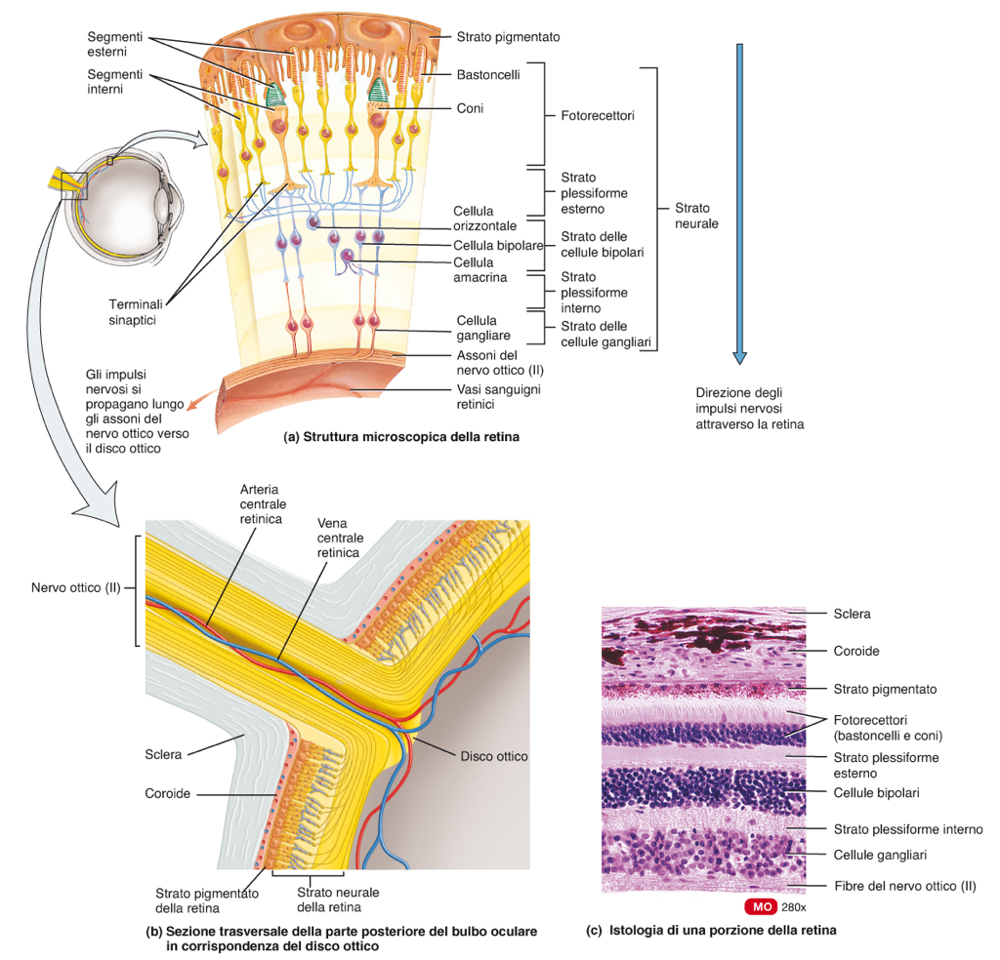 Segmenti
esterni
Segmenti
interni
Strato pigmentato
Bastoncelli
Coni
Fotorecettori
Strato
plessiforme
esterno
Strato
neurale
Cellula
orizzontale
Cellula bipolare
Cellula
amacrina
Strato delle
cellule bipolari
Strato
plessiforme
interno
Terminali
sinaptici
Cellula
gangliare
Strato delle
cellule gangliari
Assoni del
nervo ottico (II)
Vasi sanguigni
retinici
Gli impulsi
nervosi si
propagano lungo
gli assoni del
nervo ottico verso
il disco ottico
Direzione degli
impulsi nervosi
attraverso la retina
(a) Struttura microscopica della retina
Arteria
centrale
retinica
Vena
centrale
retinica
Nervo ottico (II)
Sclera
Coroide
Disco ottico
Strato pigmentato
della retina
Strato neurale
della retina
(b) Sezione trasversale della parte posteriore del bulbo oculare
in corrispondenza del disco ottico
Sclera
Coroide
Strato pigmentato
Fotorecettori
(bastoncelli e coni)
Strato plessiforme
esterno
Cellule bipolari
Strato plessiforme interno
Cellule gangliari
Fibre del nervo ottico (II)
MO 280x
(c) Istologia di una porzione della retina